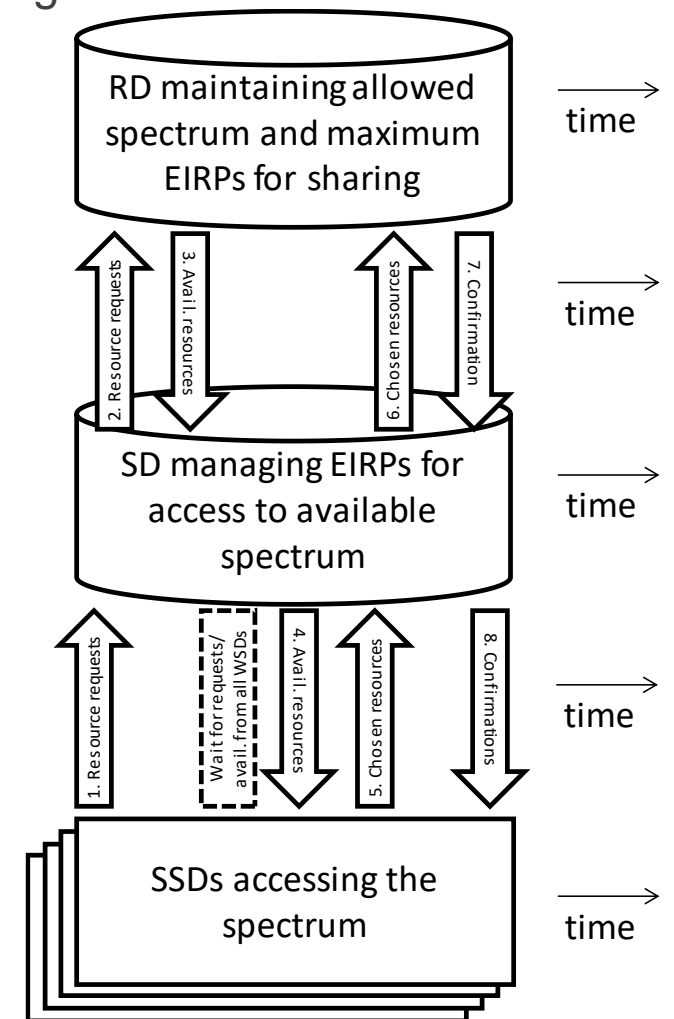 g
RD maintaining allowed
spectrum and maximum
EIRPs for sharing
time
2. Resource requests
3. Avail. resources
6. Chosen resources
7. Confirmation
time
SD managing EIRPs for
access to available
spectrum
time
1. Resource requests
Wait for requests/
avail. from all WSDs
4. Avail. resources
5. Chosen resources
8. Confirmations
time
SSDs accessing the
spectrum
time